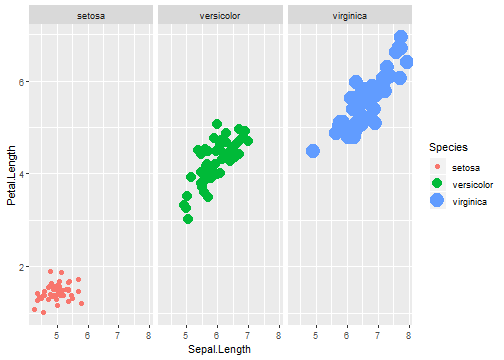 setosa versicolor virginica
6
4
2
Petal.Length
5 6 7 8 5 6 7 8 5 6 7 8
Sepal.Length
Species
setosa
versicolor
virginica